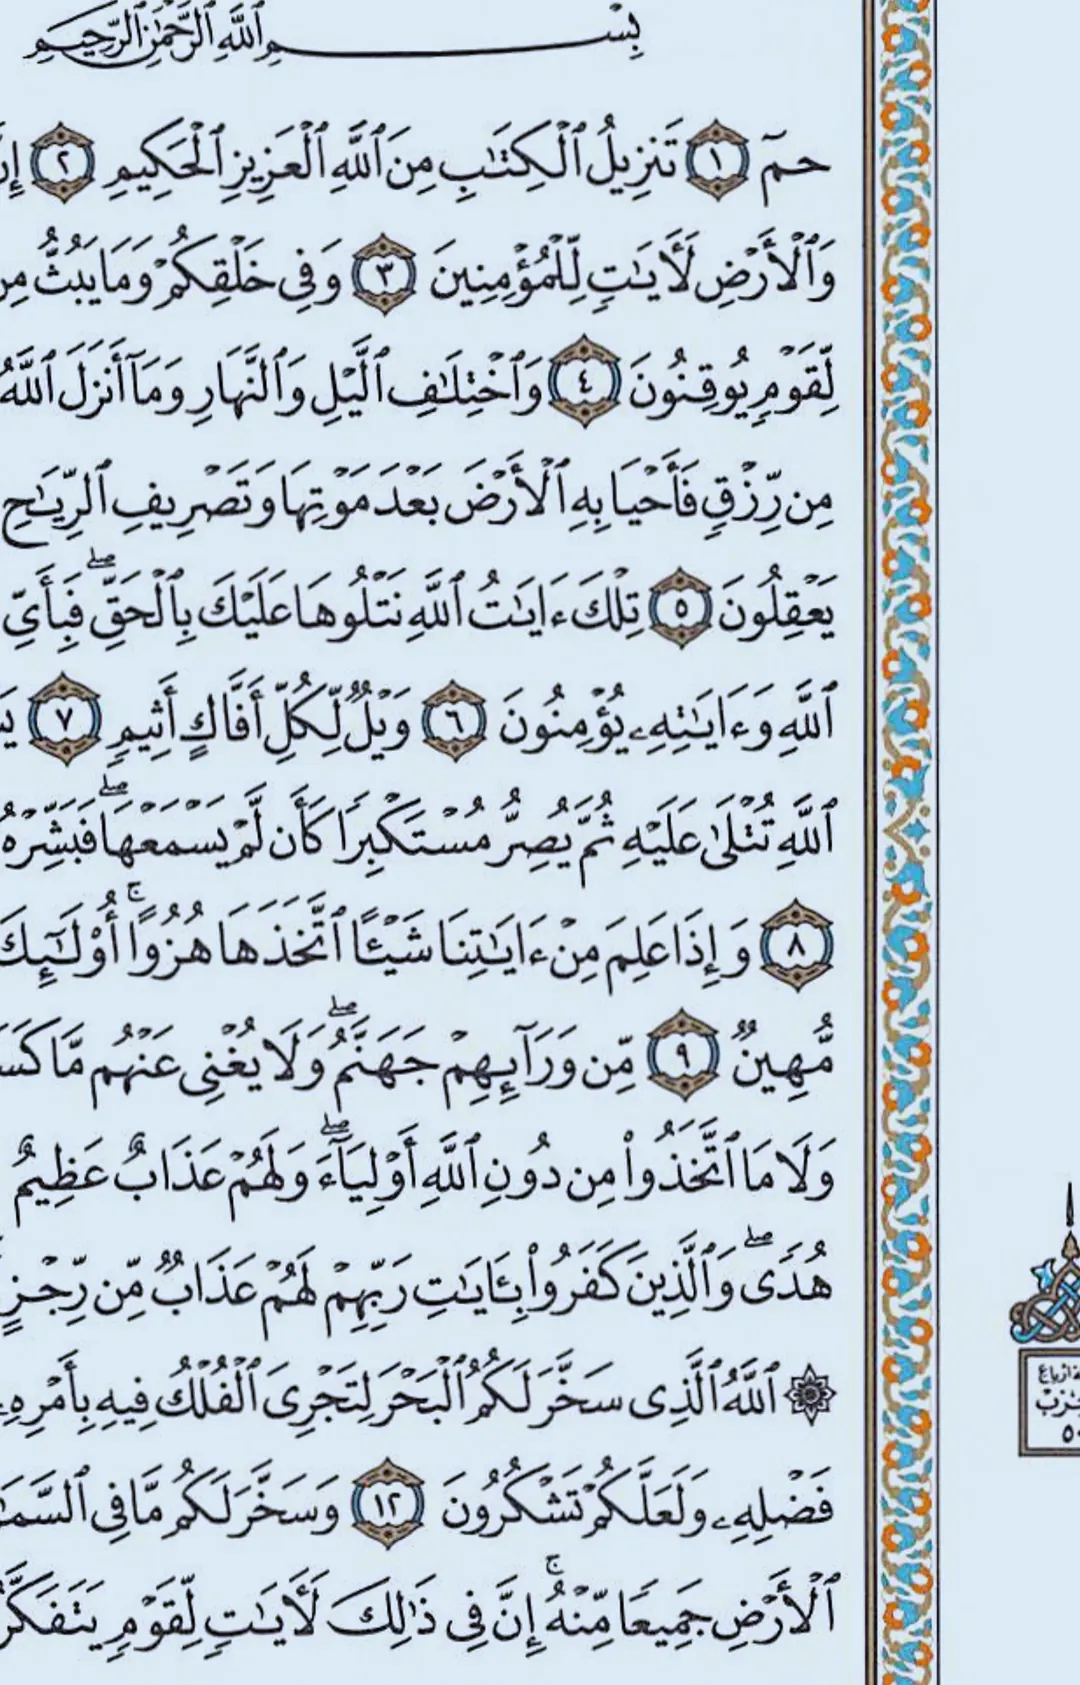 بِسْمِ ٱللَّهِ ٱلرَّحْمَٰنِ ٱلرَّحِيمِ
حمٓ ١ تَنزِيلُ ٱلْكِتَٰبِ مِنَ ٱللَّهِ ٱلْعَزِيزِ ٱلْحَكِيمِ ٢
وَٱلْأَرْضِ لَأٓيَٰتٍ لِّلْمُؤْمِنِينَ ٣ وَفِى خَلْقِكُمْ وَمَا يَبُثُّ مِن
لِّقَوْمٍ يُوقِنُونَ ٤ وَٱخْتِلَٰفِ ٱلَّيْلِ وَٱلنَّهَارِ وَمَآ أَنزَلَ ٱللَّهُ
مِن رِّزْقٍ فَأَحْيَا بِهِ ٱلْأَرْضَ بَعْدَ مَوْتِهَا وَتَصْرِيفِ ٱلرِّيَٰحِ
يَعْقِلُونَ ٥ تِلْكَ ءَايَٰتُ ٱللَّهِ نَتْلُوهَا عَلَيْكَ بِٱلْحَقِّ ۖ فَبِأَىِّ
ٱللَّهِ وَءَايَٰتِهِۦ يُؤْمِنُونَ ٦ وَيْلٌ لِّكُلِّ أَفَّاكٍ أَثِيمٍ ٧
ٱللَّهِ تُتْلَىٰ عَلَيْهِ ثُمَّ يُصِرُّ مُسْتَكْبِرًا كَأَن لَّمْ يَسْمَعْهَا ۖ فَبَشِّرْهُ
٨ وَإِذَا عَلِمَ مِنْ ءَايَٰتِنَا شَيْـًٔا ٱتَّخَذَهَا هُزُوًا ۚ أُو۟لَٰٓئِكَ
مُّهِينٌ ٩ مِّن وَرَآئِهِمْ جَهَنَّمُ ۖ وَلَا يُغْنِى عَنْهُم مَّا
وَلَا مَا ٱتَّخَذُوا۟ مِن دُونِ ٱللَّهِ أَوْلِيَآءَ ۖ وَلَهُمْ عَذَابٌ عَظِيمٌ
هُدًى ۖ وَٱلَّذِينَ كَفَرُوا۟ بِـَٔايَٰتِ رَبِّهِمْ لَهُمْ عَذَابٌ مِّن رِّجْزٍ
۞ ٱللَّهُ ٱلَّذِى سَخَّرَ لَكُمُ ٱلْبَحْرَ لِتَجْرِىَ ٱلْفُلْكُ فِيهِ بِأَمْرِهِۦ
فَضْلِهِۦ وَلَعَلَّكُمْ تَشْكُرُونَ ١٢ وَسَخَّرَ لَكُم مَّا فِى
ٱلْأَرْضِ جَمِيعًا مِّنْهُ ۚ إِنَّ فِى ذَٰلِكَ لَأٓيَٰتٍ لِّقَوْمٍ